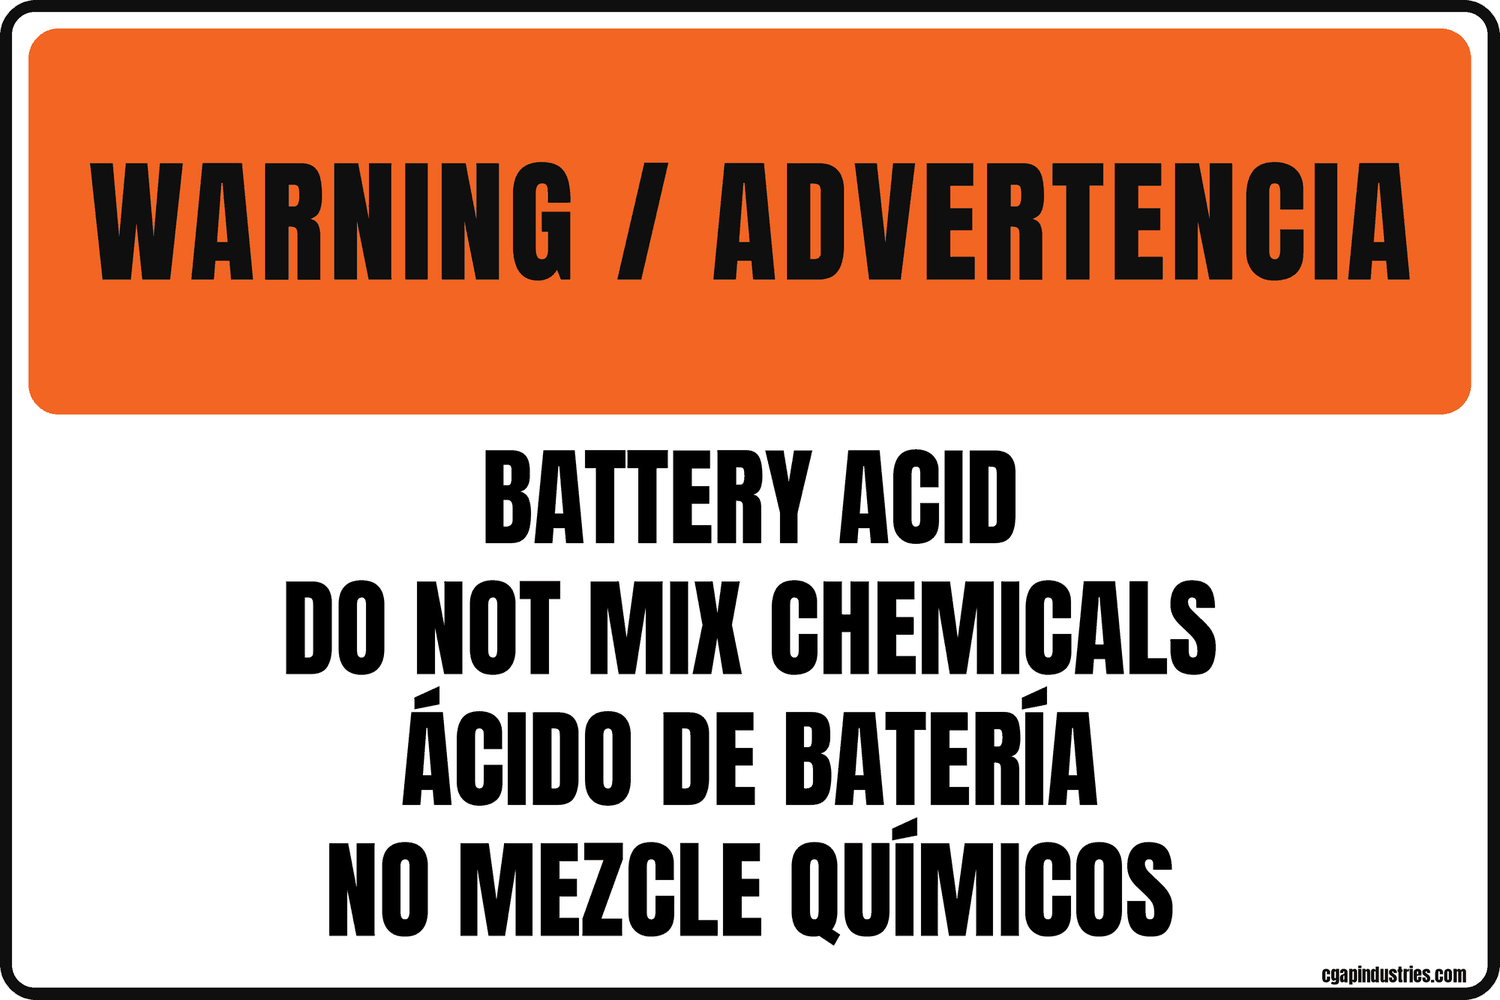 WARNING / ADVERTENCIA
BATTERY ACID
DO NOT MIX CHEMICALS
ÁCIDO DE BATERÍA
NO MEZCLE QUÍMICOS
cgapindustries.com